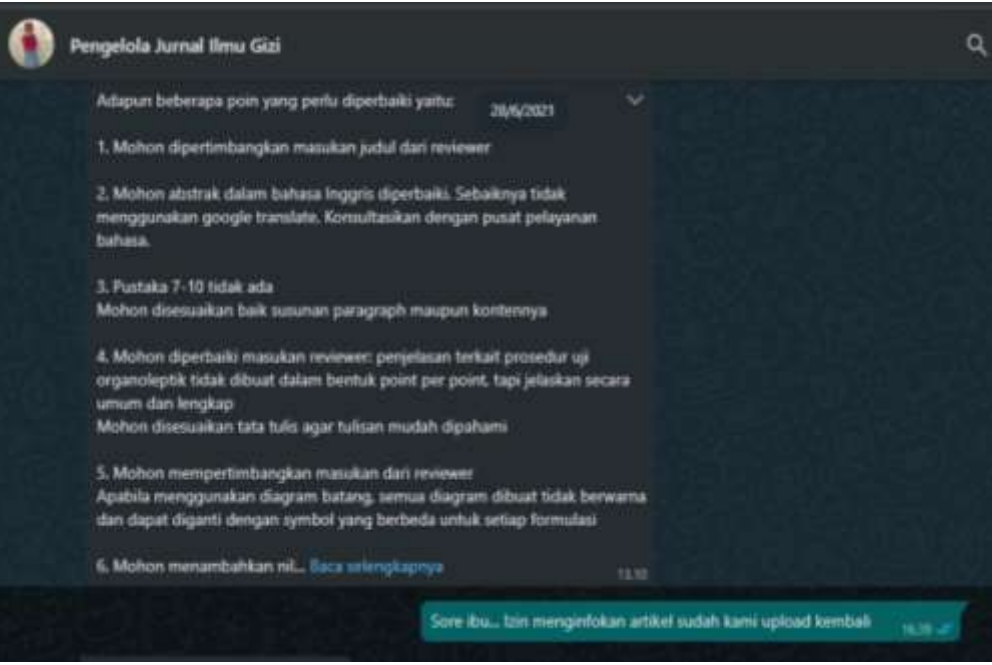 Pengelola Jurnal Ilmu Gizi
Adapun beberapa poin yang perlu diperbaiki yaitu:
28/6/2021
1. Mohon dipertimbangkan masukan judul dari reviewer
2. Mohon abstrak dalam bahasa Inggris diperbaiki. Sebaiknya tidak
menggunakan google translate. Konsultasikan dengan pusat pelayanan
bahasa.
3. Pustaka 7-10 tidak ada
Mohon disesuaikan baik susunan paragraph maupun kontennya
4. Mohon diperbaiki masukan reviewer: penjelasan terkait prosedur uji
organoleptik tidak dibuat dalam bentuk point per point, tapi jelaskan secara
umum dan lengkap
Mohon disesuaikan tata tulis agar tulisan mudah dipahami
5. Mohon mempertimbangkan masukan dari reviewer
Apabila menggunakan diagram batang, semua diagram dibuat tidak berwarna
dan dapat diganti dengan symbol yang berbeda untuk setiap formulasi
6. Mohon menambahkan nil... Baca selengkapnya
Sore ibu... Izin menginfokan artikel sudah kami upload kembali